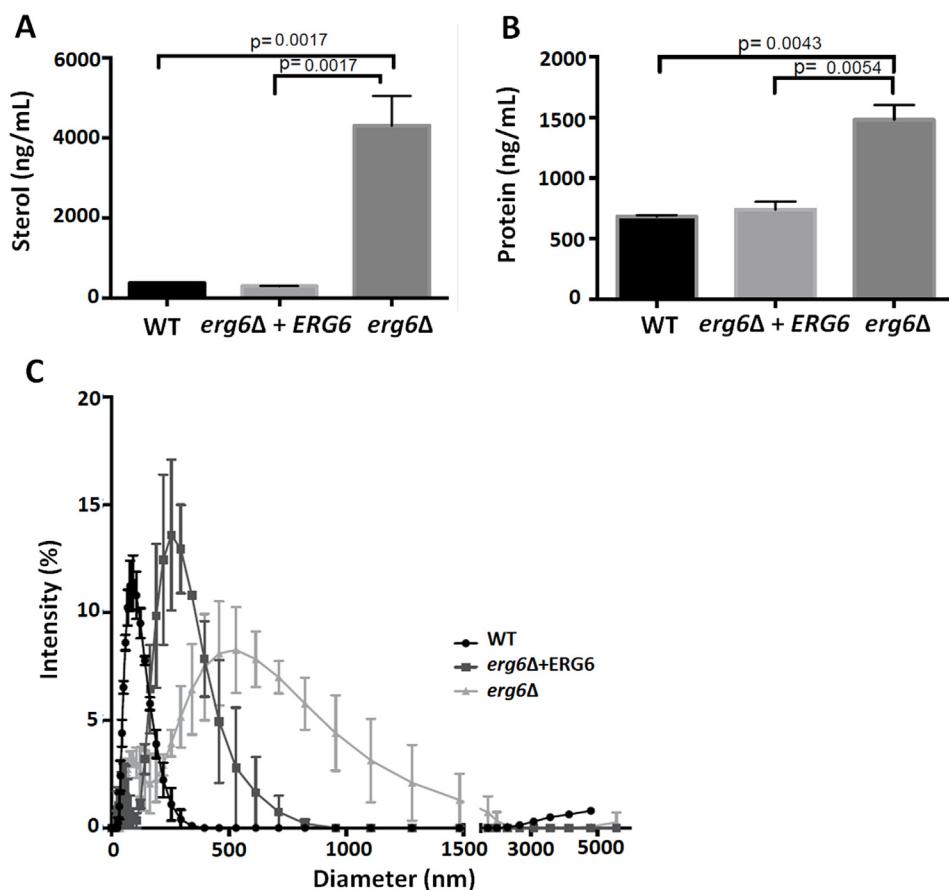 A
p= 0.0017
p= 0.0017
6000
4000
2000
0
Sterol (ng/mL)
WT
erg6Δ + ERG6
erg6Δ
B
p= 0.0043
p= 0.0054
2000
1500
1000
500
0
Protein (ng/mL)
WT
erg6Δ + ERG6
erg6Δ
C
20
15
10
5
0
Intensity (%)
WT
erg6Δ+ERG6
erg6Δ
0 500 1000 1500 3000 5000
Diameter (nm)